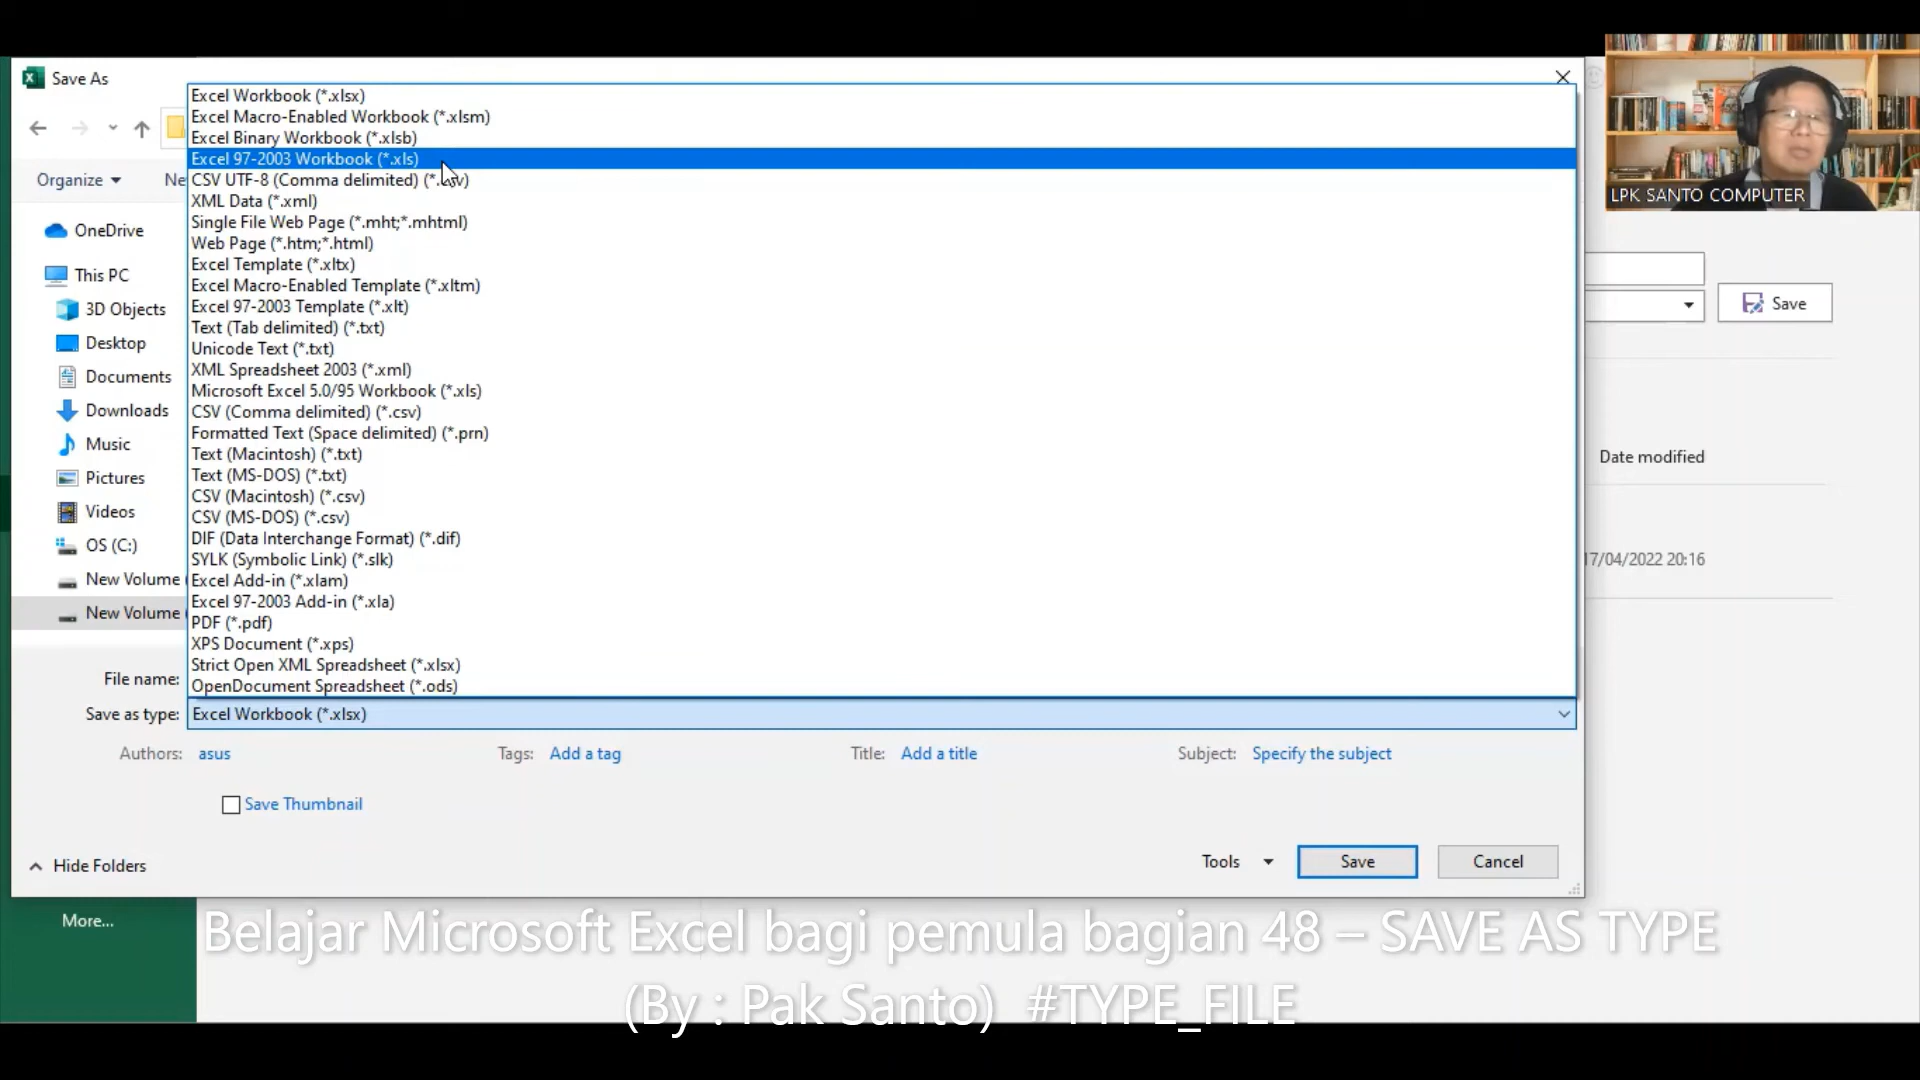 Save As
Excel Workbook (*.xlsx)
Excel Macro-Enabled Workbook (*.xlsm)
Excel Binary Workbook (*.xlsb)
Excel 97-2003 Workbook (*.xls)
CSV UTF-8 (Comma delimited) (*.csv)
XML Data (*.xml)
Single File Web Page (*.mht;*.mhtml)
Web Page (*.htm;*.html)
Excel Template (*.xltx)
Excel Macro-Enabled Template (*.xltm)
Excel 97-2003 Template (*.xlt)
Text (Tab delimited) (*.txt)
Unicode Text (*.txt)
XML Spreadsheet 2003 (*.xml)
Microsoft Excel 5.0/95 Workbook (*.xls)
CSV (Comma delimited) (*.csv)
Formatted Text (Space delimited) (*.prn)
Text (Macintosh) (*.txt)
Text (MS-DOS) (*.txt)
CSV (Macintosh) (*.csv)
CSV (MS-DOS) (*.csv)
DIF (Data Interchange Format) (*.dif)
SYLK (Symbolic Link) (*.slk)
Excel Add-in (*.xlam)
Excel 97-2003 Add-in (*.xla)
PDF (*.pdf)
XPS Document (*.xps)
Strict Open XML Spreadsheet (*.xlsx)
OpenDocument Spreadsheet (*.ods)
Organize
OneDrive
This PC
3D Objects
Desktop
Documents
Downloads
Music
Pictures
Videos
OS (C:)
New Volume (
New Volume (
File name:
Save as type: Excel Workbook (*.xlsx)
Authors: asus Tags: Add a tag Title: Add a title Subject: Specify the subject
Save Thumbnail
Hide Folders
Tools Save Cancel
LPK SANTO COMPUTER
Save
Date modified
17/04/2022 20:16
More...
Belajar Microsoft Excel bagi pemula bagian 48 – SAVE AS TYPE
(By : Pak Santo) #TYPE_FILE